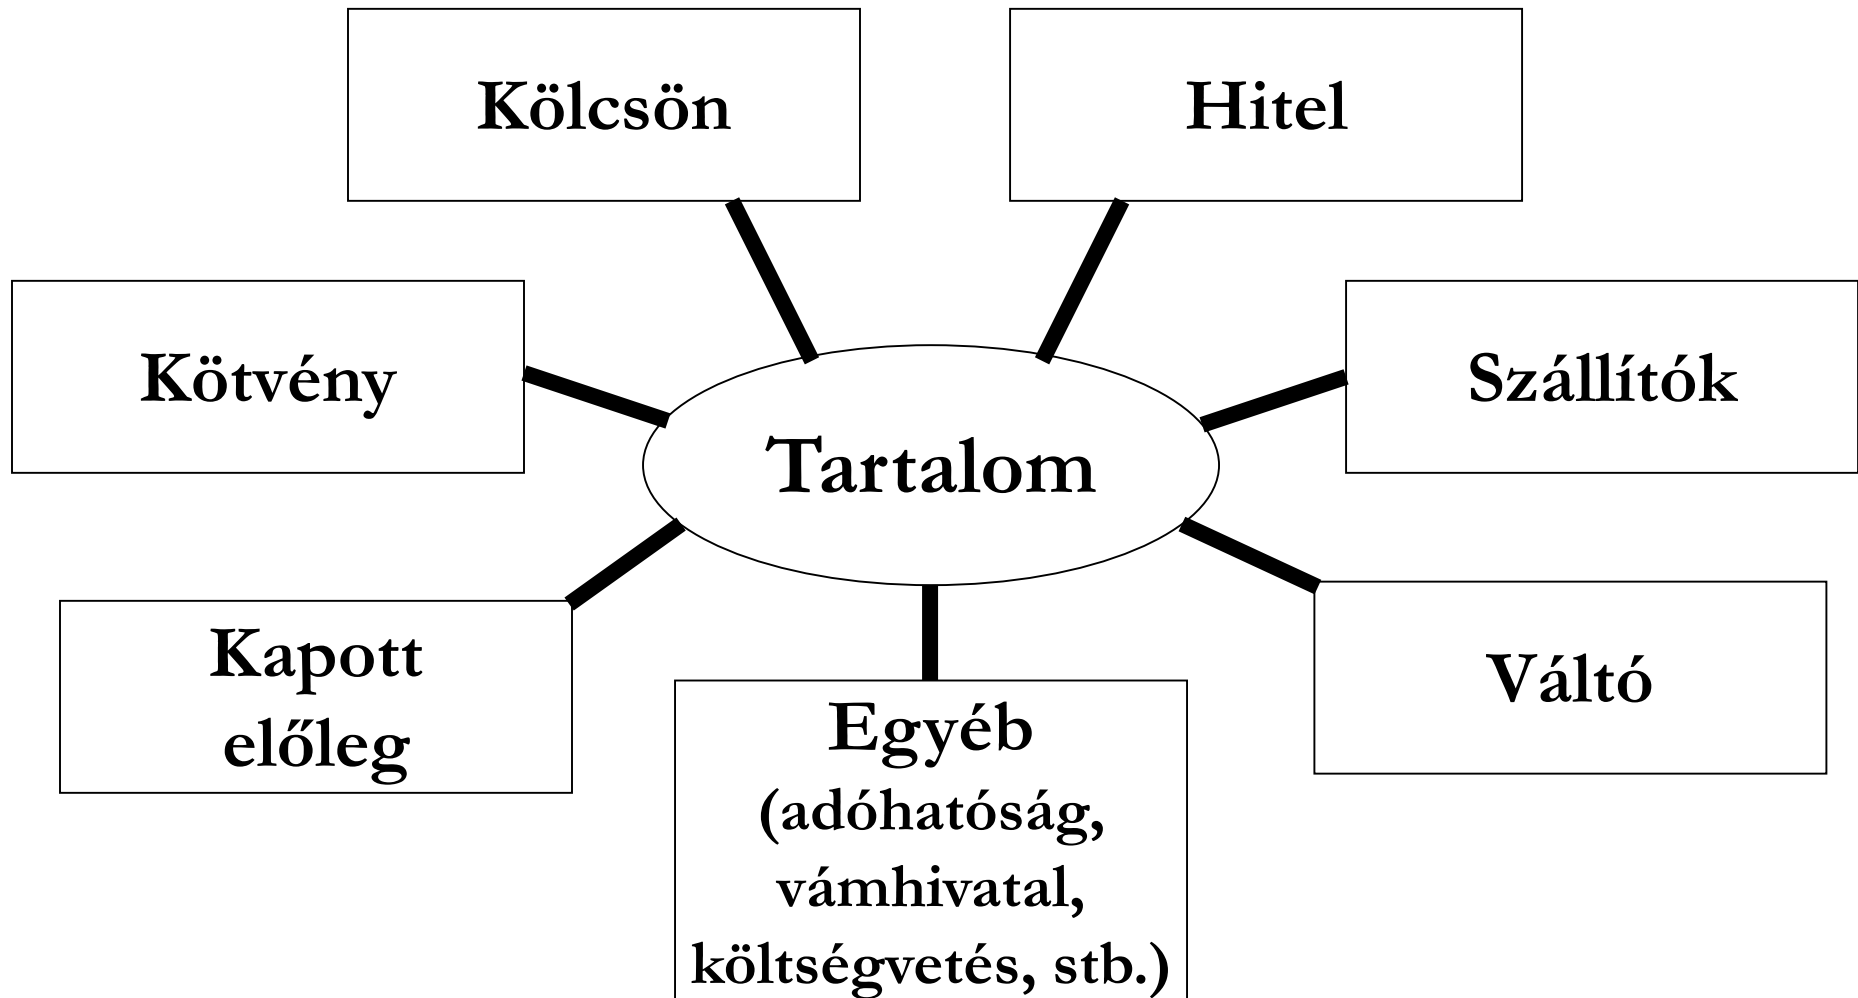 Kölcsön
Hitel
Kötvény
Szállítók
Tartalom
Kapott
előleg
Váltó
Egyéb
(adóhatóság,
vámhivatal,
költségvetés, stb.)